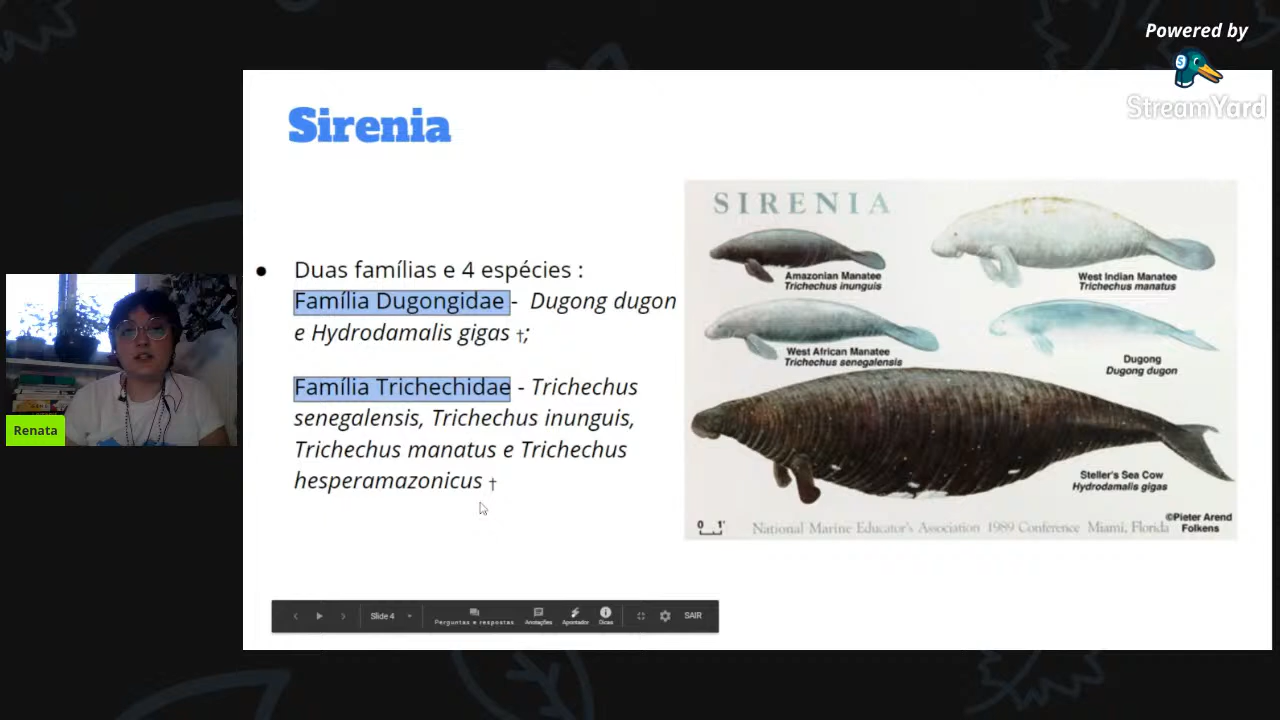 Powered by
StreamYard
Sirenia
● Duas famílias e 4 espécies :
Família Dugongidae - Dugong dugon
e Hydrodamalis gigas †;
Família Trichechidae - Trichechus
senegalensis, Trichechus inunguis,
Trichechus manatus e Trichechus
hesperamazonicus †
SIRENIA
Amazonian Manatee
Trichechus inunguis
West Indian Manatee
Trichechus manatus
West African Manatee
Trichechus senegalensis
Dugong
Dugong dugon
Steller's Sea Cow
Hydrodamalis gigas
0 1'
National Marine Educator's Association 1989 Conference Miami, Florida
©Pieter Arend
Folkens
Renata
Slide 4
Perguntas e respostas
Anotações
Apontador
Dicas
SAIR